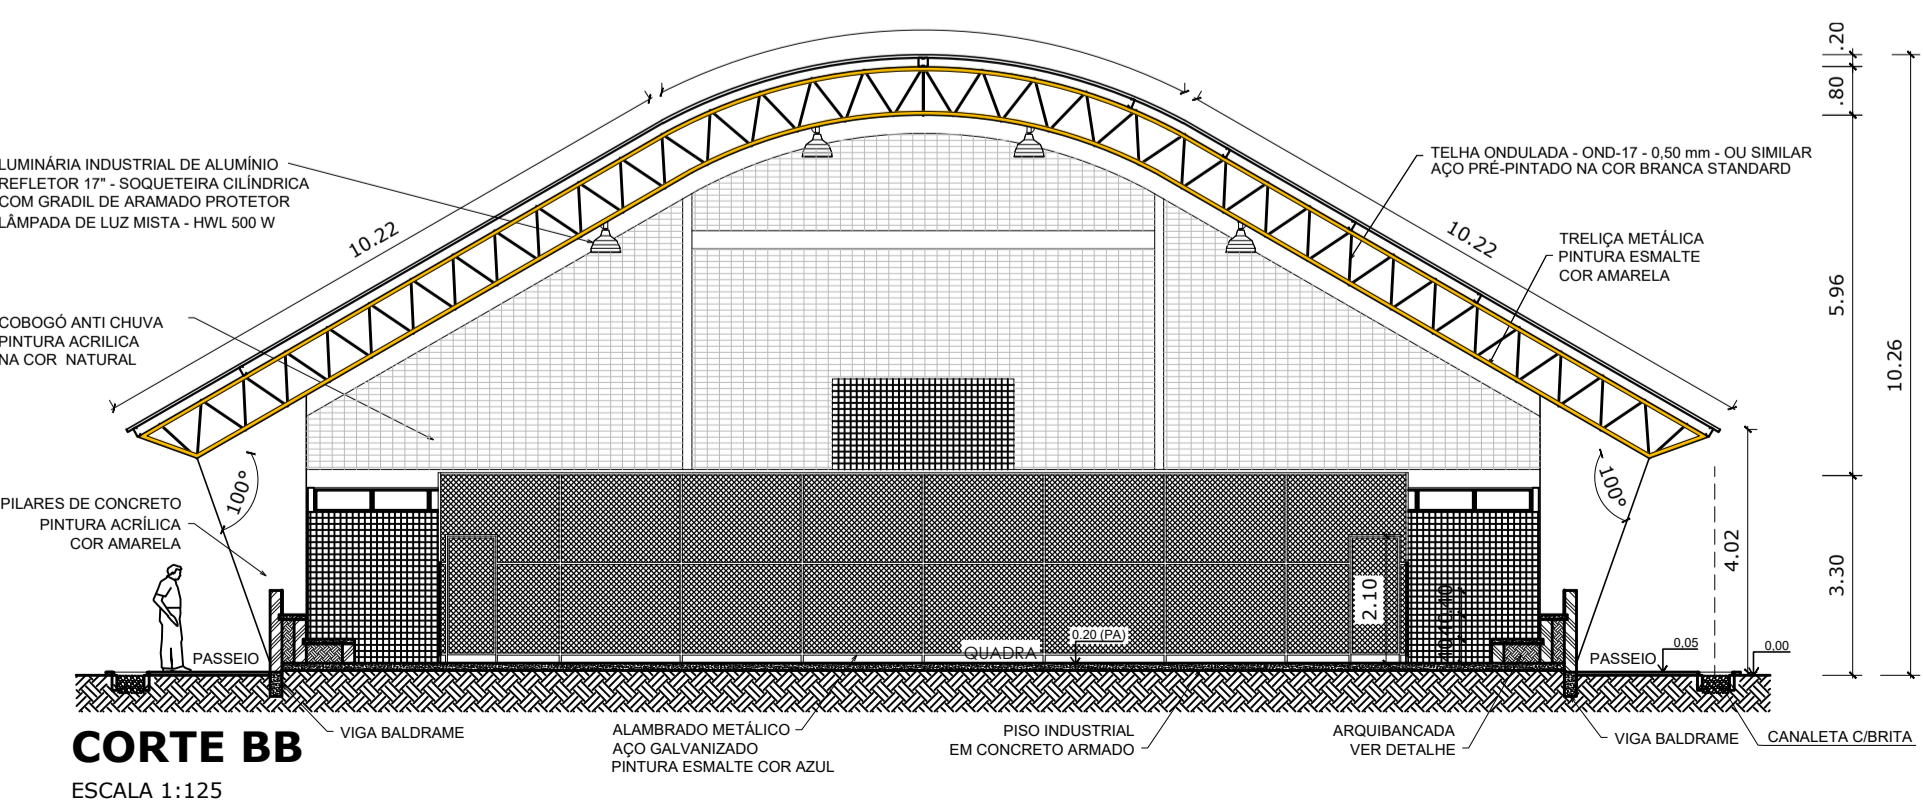 LUMINÁRIA INDUSTRIAL DE ALUMÍNIO
REFLETOR 17" - SOQUETEIRA CILÍNDRICA
COM GRADIL DE ARAMADO PROTETOR
LÂMPADA DE LUZ MISTA - HWL 500 W
10.22
COBOGÓ ANTI CHUVA
PINTURA ACRILICA
NA COR NATURAL
100°
PILARES DE CONCRETO
PINTURA ACRÍLICA
COR AMARELA
PASSEIO
TELHA ONDULADA - OND-17 - 0,50 mm - OU SIMILAR
AÇO PRÉ-PINTADO NA COR BRANCA STANDARD
10.22
TRELIÇA METÁLICA
PINTURA ESMALTE
COR AMARELA
100°
.20
.80
5.96
10.26
3.30
4.02
2.10
QUADRA
0.20 (PA)
PASSEIO
0,05
0,00
VIGA BALDRAME
ALAMBRADO METÁLICO
AÇO GALVANIZADO
PINTURA ESMALTE COR AZUL
PISO INDUSTRIAL
EM CONCRETO ARMADO
ARQUIBANCADA
VER DETALHE
VIGA BALDRAME
CANALETA C/BRITA
CORTE BB
ESCALA 1:125